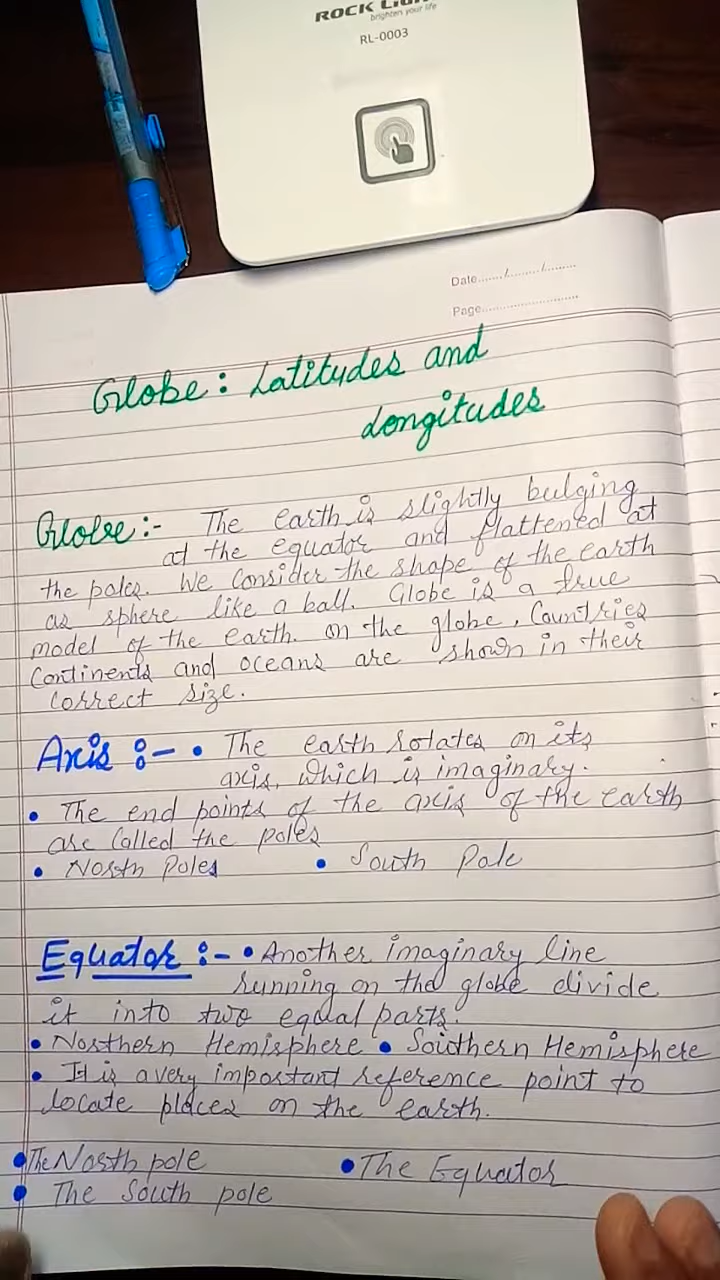 ROCK Light
brighten your life
RL-0003
Date....../........./.........
Page..............................
Globe: Latitudes and
Longitudes
Globe:- The earth is slightly bulging
at the equator and flattened at
the poles. We consider the shape of the earth
as sphere like a ball. Globe is a true
model of the earth. on the globe, Countries
Continents and oceans are shown in their
correct size.
Axis :- • The earth rotates on its
axis, which is imaginary.
• The end points of the axis of the earth
are called the poles
• North Poles • South Pole
Equator :- • Another imaginary line
running on the globe divide
it into two equal parts.
• Northern Hemisphere • Soidthern Hemisphere
• It is a very important reference point to
locate places on the earth.
• The North pole • The Equator
• The South pole